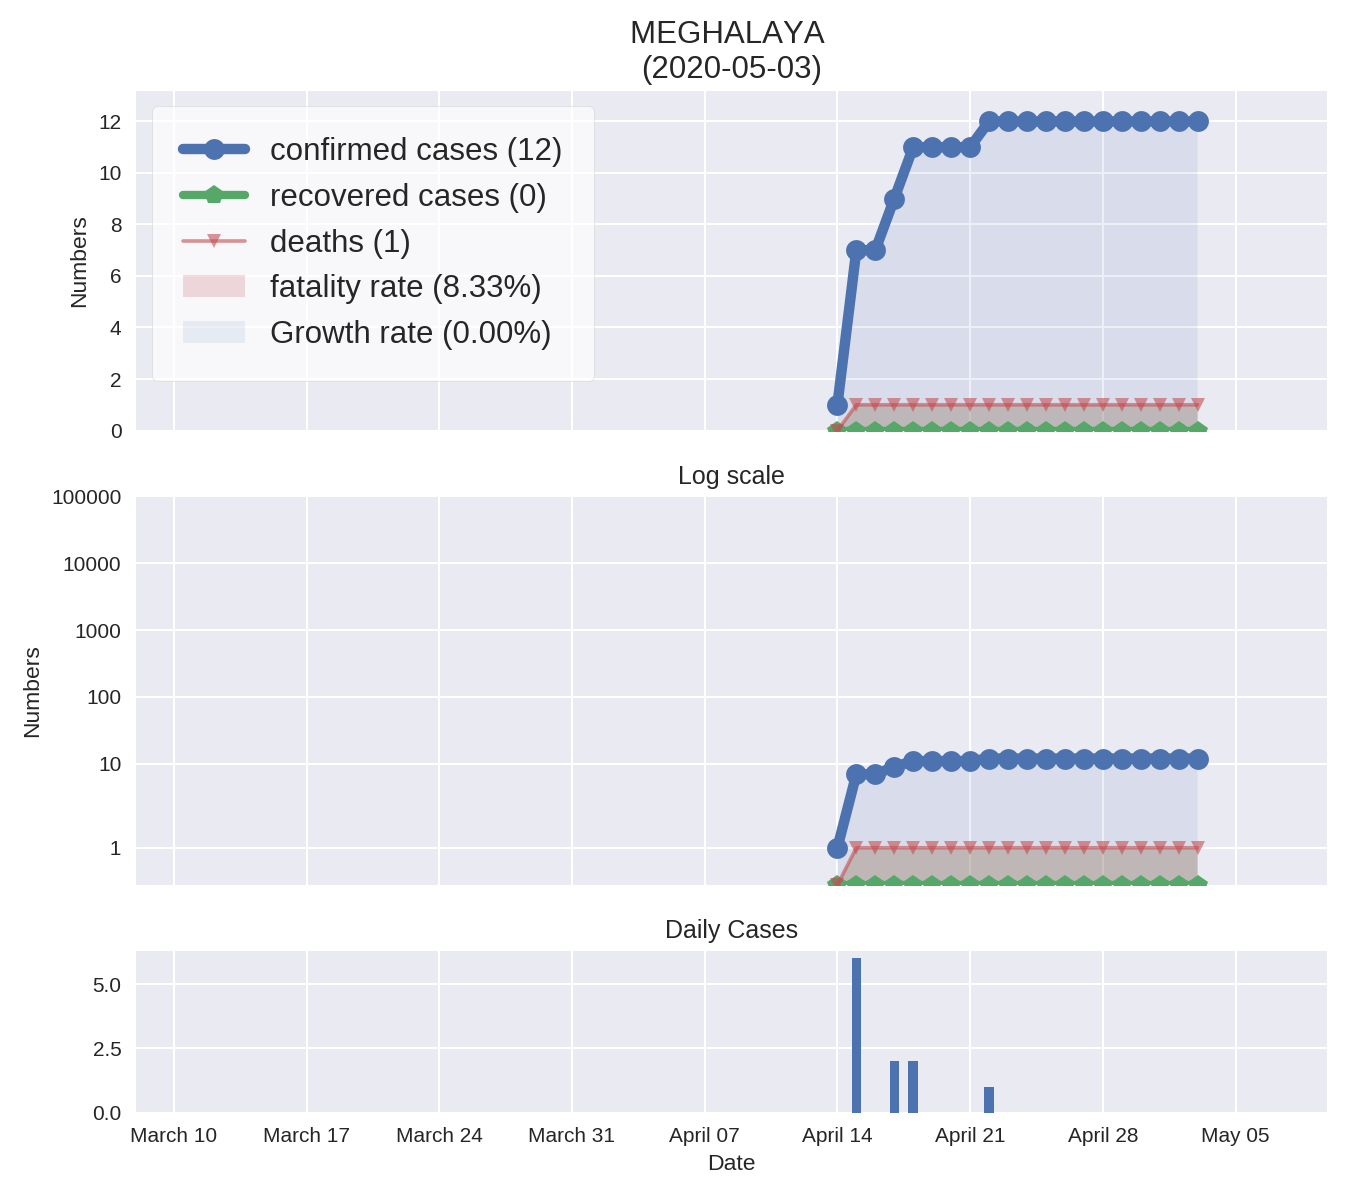 MEGHALAYA
(2020-05-03)
12
10
8
6
4
2
0
Numbers
confirmed cases (12)
recovered cases (0)
deaths (1)
fatality rate (8.33%)
Growth rate (0.00%)
Log scale
100000
10000
1000
100
10
1
Numbers
Daily Cases
5.0
2.5
0.0
March 10 March 17 March 24 March 31 April 07 April 14 April 21 April 28 May 05
Date